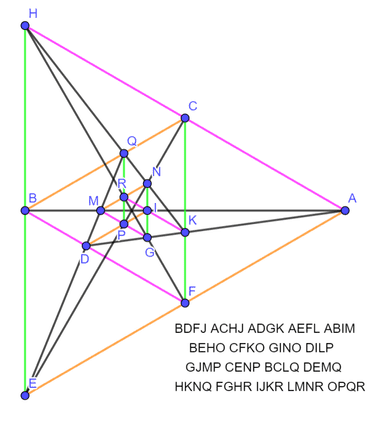 H
C
Q
N
R
B M I A
K
P
D G
F
BDFJ ACHJ ADGK AEFL ABIM
BEHO CFKO GINO DILP
GJMP CENP BCLQ DEMQ
E
HKNQ FGHR IJKR LMNR OPQR